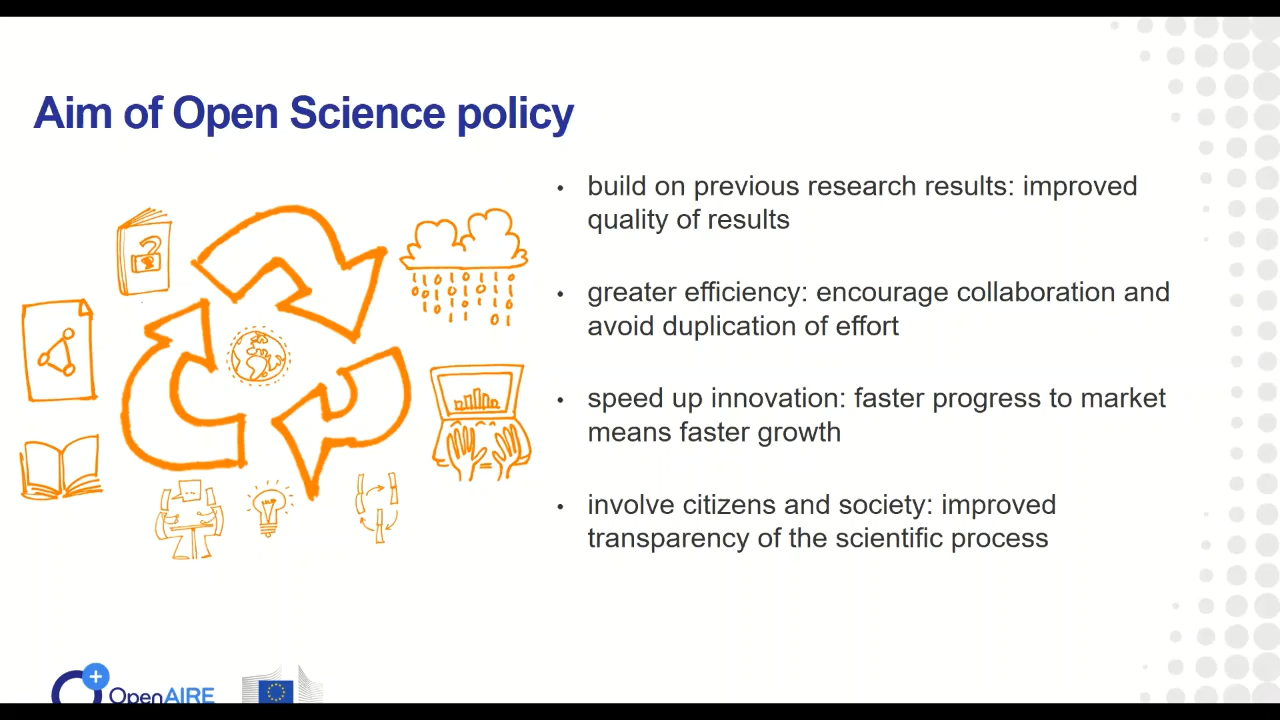 Aim of Open Science policy
• build on previous research results: improved
quality of results
• greater efficiency: encourage collaboration and
avoid duplication of effort
• speed up innovation: faster progress to market
means faster growth
• involve citizens and society: improved
transparency of the scientific process
OpenAIRE